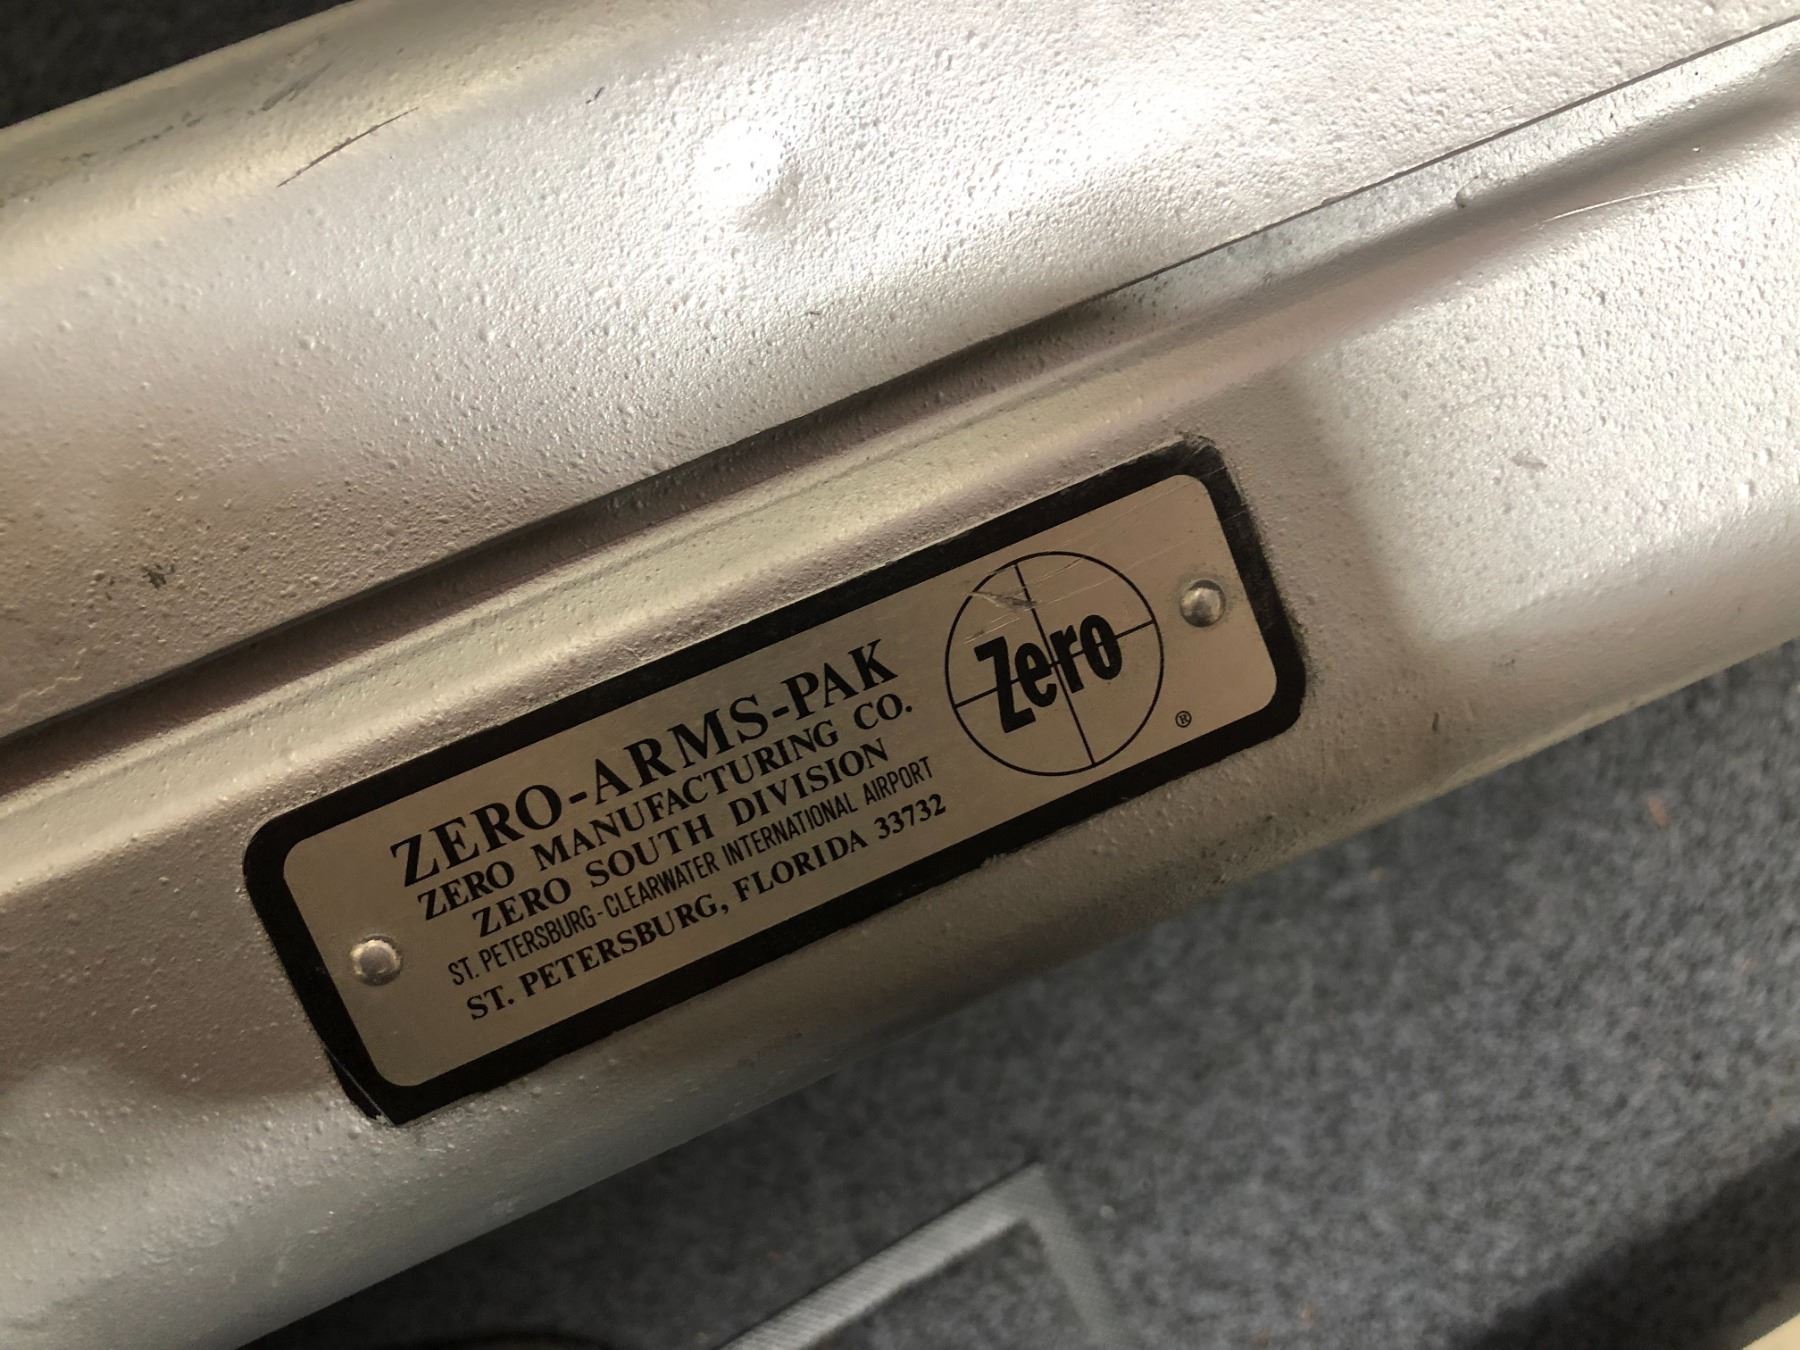 ZERO-ARMS-PAK
ZERO MANUFACTURING CO.
ZERO SOUTH DIVISION
ST. PETERSBURG-CLEARWATER INTERNATIONAL AIRPORT
ST. PETERSBURG, FLORIDA 33732
Zero
®